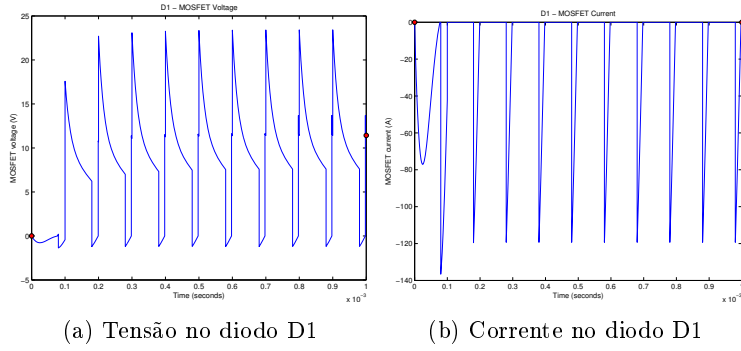 D1 − MOSFET Voltage
MOSFET voltage (V)
25
20
15
10
5
0
−5
0 0.1 0.2 0.3 0.4 0.5 0.6 0.7 0.8 0.9 1
x 10⁻³
Time (seconds)
(a) Tensão no diodo D1
D1 − MOSFET Current
MOSFET current (A)
0
−20
−40
−60
−80
−100
−120
−140
0 0.1 0.2 0.3 0.4 0.5 0.6 0.7 0.8 0.9 1
x 10⁻³
Time (seconds)
(b) Corrente no diodo D1